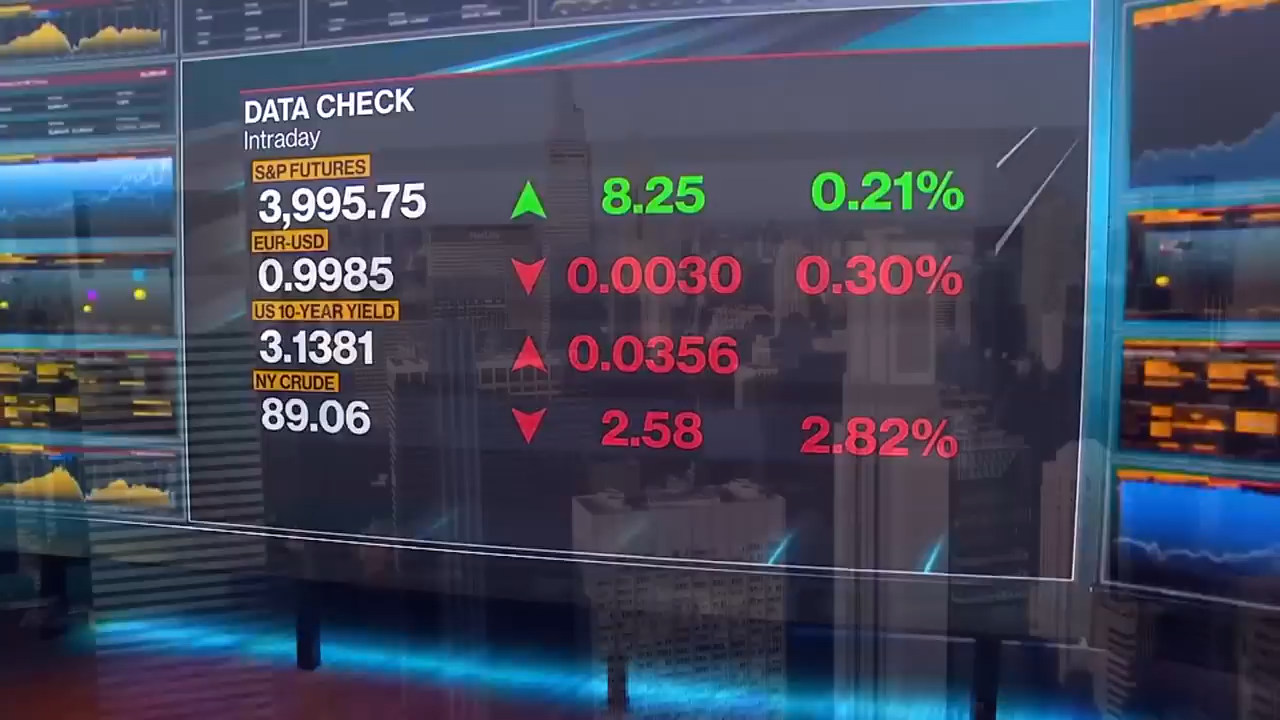 DATA CHECK
Intraday
S&P FUTURES
3,995.75 ▲ 8.25 0.21%
EUR-USD
0.9985 ▼ 0.0030 0.30%
US 10-YEAR YIELD
3.1381 ▲ 0.0356
NY CRUDE
89.06 ▼ 2.58 2.82%